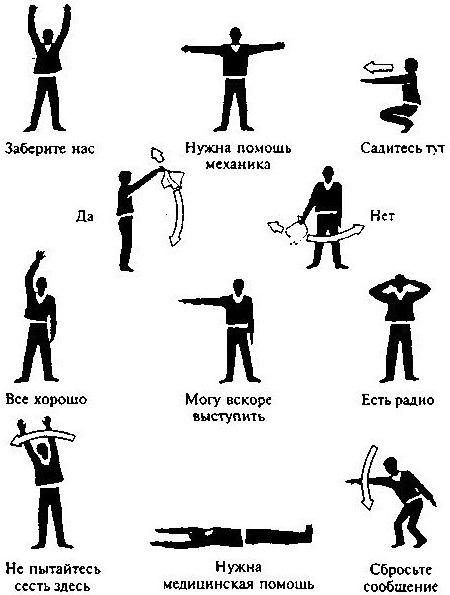 Заберите нас
Нужна помощь
механика
Садитесь тут
Да
Нет
Все хорошо
Могу вскоре
выступить
Есть радио
Не пытайтесь
сесть здесь
Нужна
медицинская помощь
Сбросьте
сообщение